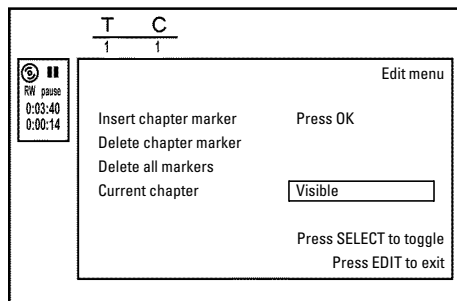 T C
1 1
RW pause
0:03:40
0:00:14
Edit menu
Insert chapter marker Press OK
Delete chapter marker
Delete all markers
Current chapter Visible
Press SELECT to toggle
Press EDIT to exit